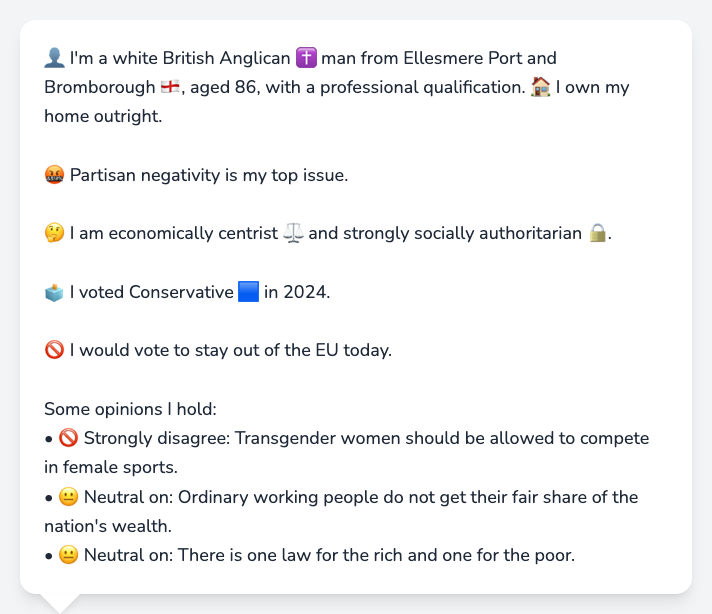 👤 I'm a white British Anglican ✝️ man from Ellesmere Port and
Bromborough 🏴󠁧󠁢󠁥󠁮󠁧󠁿, aged 86, with a professional qualification. 🏠 I own my
home outright.
🤬 Partisan negativity is my top issue.
🤔 I am economically centrist ⚖️ and strongly socially authoritarian 🔒.
🗳️ I voted Conservative 🟦 in 2024.
🚫 I would vote to stay out of the EU today.
Some opinions I hold:
• 🚫 Strongly disagree: Transgender women should be allowed to compete
in female sports.
• 😐 Neutral on: Ordinary working people do not get their fair share of the
nation's wealth.
• 😐 Neutral on: There is one law for the rich and one for the poor.